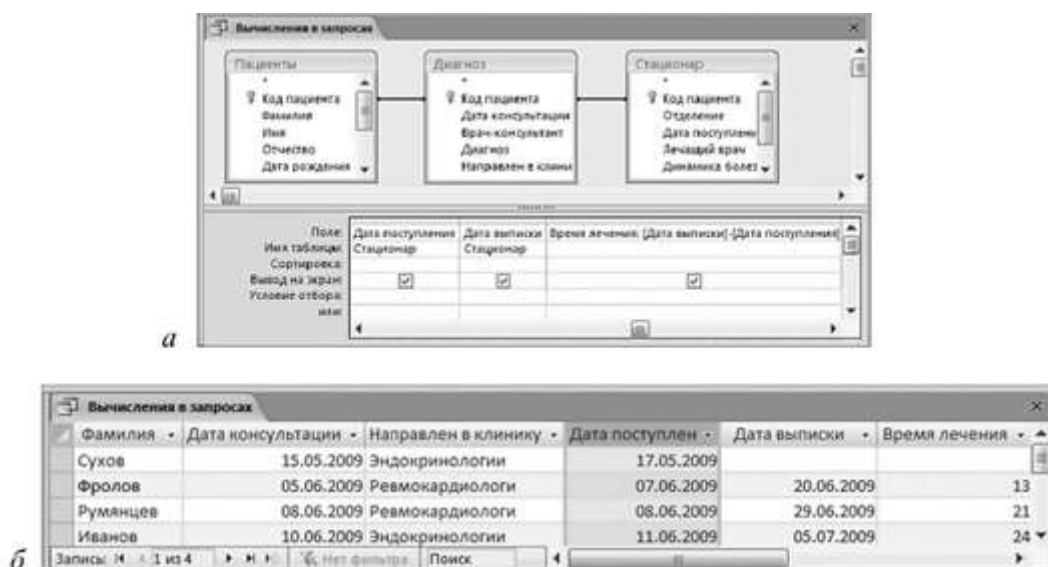 Вычисления в запросах
Пациенты
*
Код пациента
Фамилия
Имя
Отчество
Дата рождения
Диагноз
*
Код пациента
Дата консультации
Врач-консультант
Диагноз
Направлен в клини
Стационар
*
Код пациента
Отделение
Дата поступлени
Лечащий врач
Динамика болез
Поле: Дата поступления Дата выписки Время лечения: [Дата выписки]-[Дата поступления]
Имя таблицы: Стационар Стационар
Сортировка:
Вывод на экран:
Условие отбора:
или:
а
Вычисления в запросах
Фамилия Дата консультации Направлен в клинику Дата поступлен Дата выписки Время лечения
Сухов 15.05.2009 Эндокринологии 17.05.2009
Фролов 05.06.2009 Ревмокардиологи 07.06.2009 20.06.2009 13
Румянцев 08.06.2009 Ревмокардиологи 08.06.2009 29.06.2009 21
Иванов 10.06.2009 Эндокринологии 11.06.2009 05.07.2009 24
б
Запись: 1 из 4 Нет фильтра Поиск